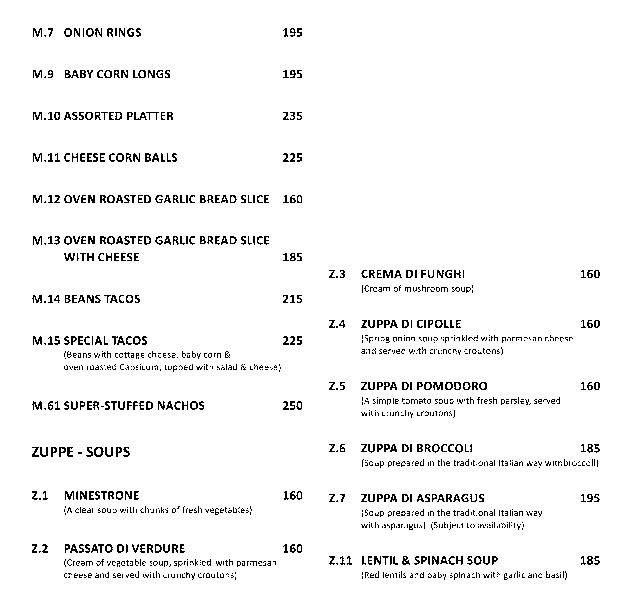 M.7 ONION RINGS 195
M.9 BABY CORN LONGS 195
M.10 ASSORTED PLATTER 235
M.11 CHEESE CORN BALLS 225
M.12 OVEN ROASTED GARLIC BREAD SLICE 160
M.13 OVEN ROASTED GARLIC BREAD SLICE
WITH CHEESE 185
M.14 BEANS TACOS 215
M.15 SPECIAL TACOS 225
(Beans with cottage cheese, baby corn &
oven roasted Capsicum, topped with salad & cheese)
M.61 SUPER-STUFFED NACHOS 250
ZUPPE - SOUPS
Z.1 MINESTRONE 160
(A clear soup with chunks of fresh vegetables)
Z.2 PASSATO DI VERDURE 160
(Cream of vegetable soup, sprinkled with parmesan
cheese and served with crunchy croutons)
Z.3 CREMA DI FUNGHI 160
(Cream of mushroom soup)
Z.4 ZUPPA DI CIPOLLE 160
(Spring onion soup sprinkled with parmesan cheese
and served with crunchy croutons)
Z.5 ZUPPA DI POMODORO 160
(A simple tomato soup with fresh parsley, served
with crunchy croutons)
Z.6 ZUPPA DI BROCCOLI 185
(Soup prepared in the traditional Italian way withbroccoli)
Z.7 ZUPPA DI ASPARAGUS 195
(Soup prepared in the traditional Italian way
with asparagus) (Subject to availability)
Z.11 LENTIL & SPINACH SOUP 185
(Red lentils and baby spinach with garlic and basil)